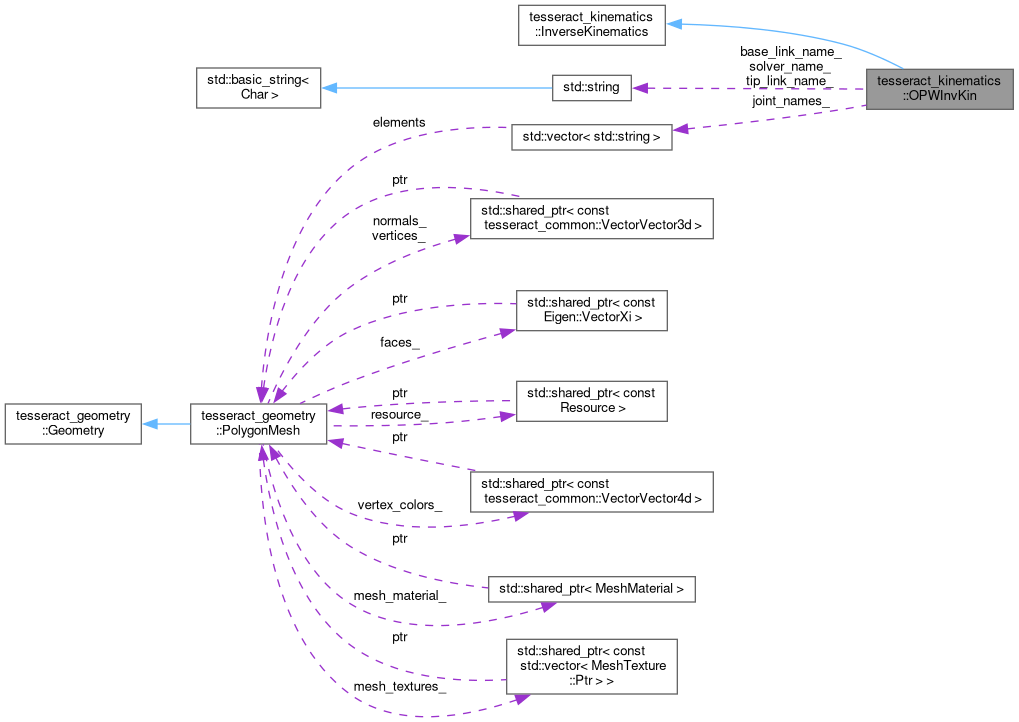 tesseract_kinematics
::InverseKinematics
base_link_name_
solver_name_
tip_link_name_
tesseract_kinematics
::OPWInvKin
std::basic_string<
Char >
std::string
joint_names_
elements
std::vector< std::string >
ptr
std::shared_ptr< const
tesseract_common::VectorVector3d >
normals_
vertices_
ptr
std::shared_ptr< const
Eigen::VectorXi >
faces_
ptr
std::shared_ptr< const
Resource >
tesseract_geometry
::Geometry
tesseract_geometry
::PolygonMesh
resource_
ptr
std::shared_ptr< const
tesseract_common::VectorVector4d >
vertex_colors_
ptr
std::shared_ptr< MeshMaterial >
mesh_material_
ptr
std::shared_ptr< const
std::vector< MeshTexture
::Ptr > >
mesh_textures_